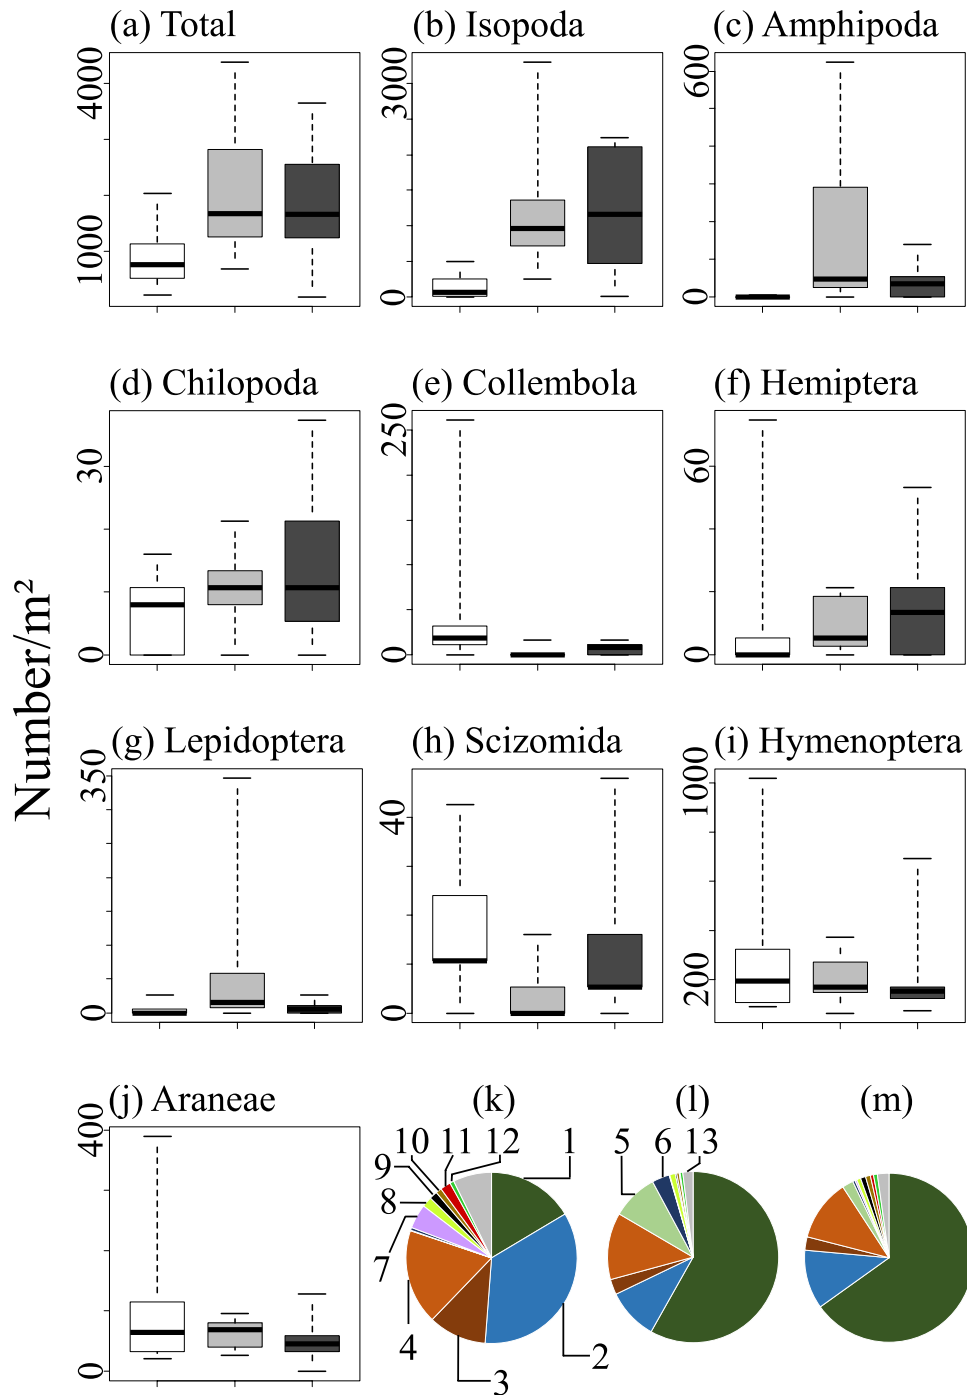 (a) Total
(b) Isopoda
(c) Amphipoda
4000
1000
3000
0
600
0
(d) Chilopoda
(e) Collembola
(f) Hemiptera
30
0
250
0
60
0
Number/m²
(g) Lepidoptera
(h) Scizomida
(i) Hymenoptera
350
0
40
0
1000
200
(j) Araneae
(k)
(l)
(m)
400
0
10
11
12
1
9
8
7
4
3
2
5
6
13